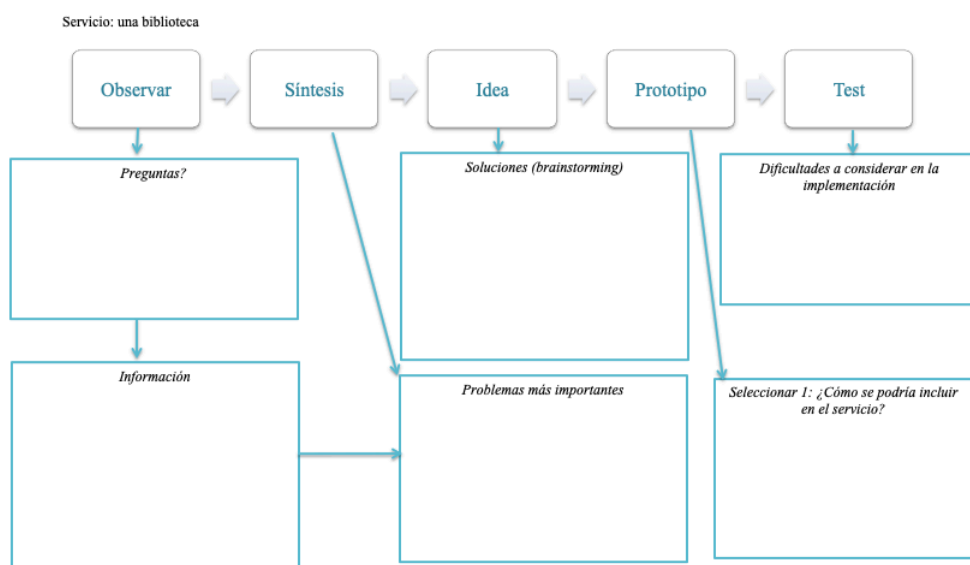 Servicio: una biblioteca
Observar
Síntesis
Idea
Prototipo
Test
Preguntas?
Soluciones (brainstorming)
Dificultades a considerar en la
implementación
Información
Problemas más importantes
Seleccionar 1: ¿Cómo se podría incluir
en el servicio?